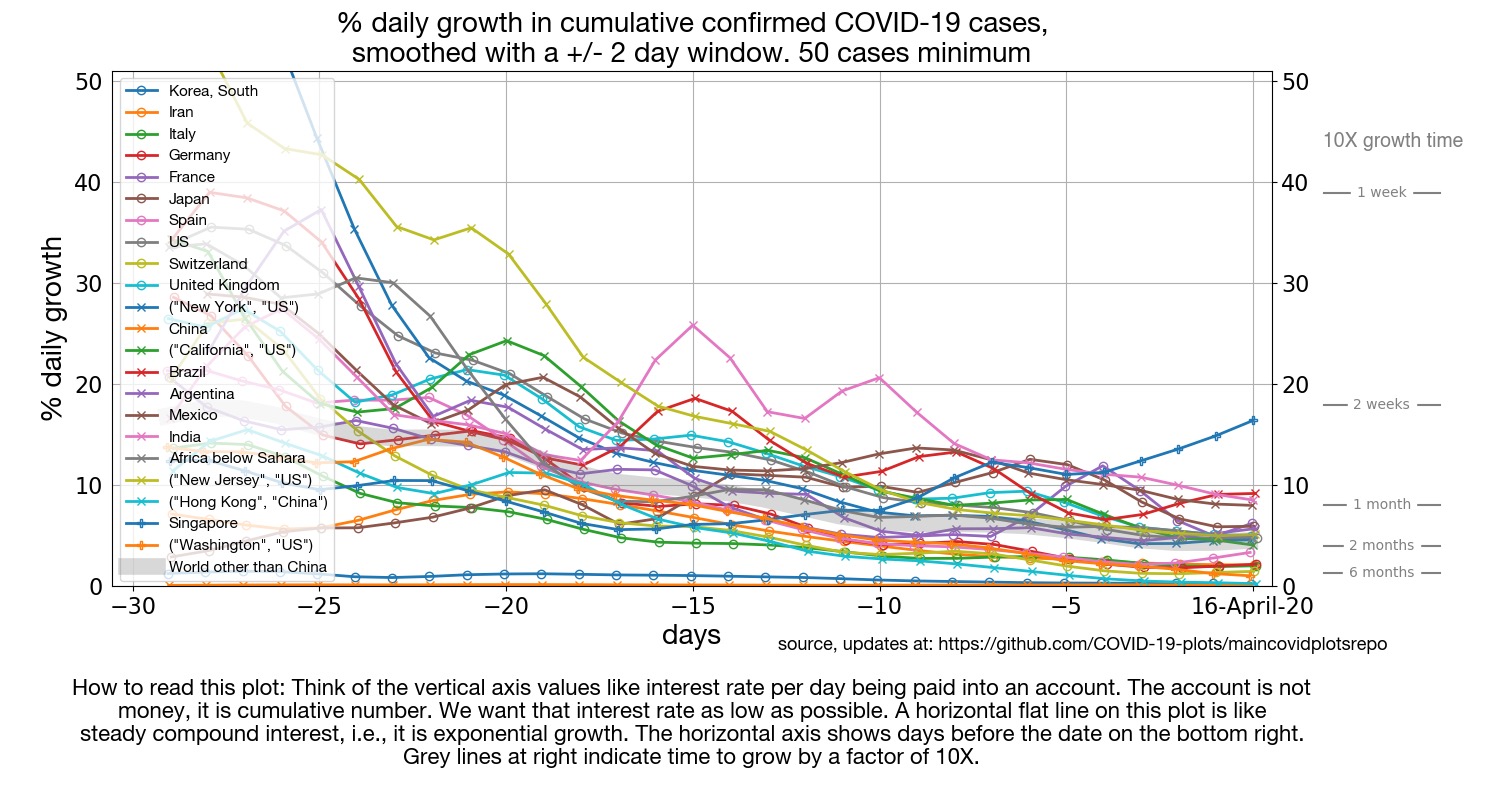 % daily growth in cumulative confirmed COVID-19 cases,
smoothed with a +/- 2 day window. 50 cases minimum
% daily growth
50
40
30
20
10
0
Korea, South
Iran
Italy
Germany
France
Japan
Spain
US
Switzerland
United Kingdom
("New York", "US")
China
("California", "US")
Brazil
Argentina
Mexico
India
Africa below Sahara
("New Jersey", "US")
("Hong Kong", "China")
Singapore
("Washington", "US")
World other than China
50
40
30
20
10
0
10X growth time
1 week
2 weeks
1 month
2 months
6 months
−30 −25 −20 −15 −10 −5 16-April-20
days
source, updates at: https://github.com/COVID-19-plots/maincovidplotsrepo
How to read this plot: Think of the vertical axis values like interest rate per day being paid into an account. The account is not
money, it is cumulative number. We want that interest rate as low as possible. A horizontal flat line on this plot is like
steady compound interest, i.e., it is exponential growth. The horizontal axis shows days before the date on the bottom right.
Grey lines at right indicate time to grow by a factor of 10X.